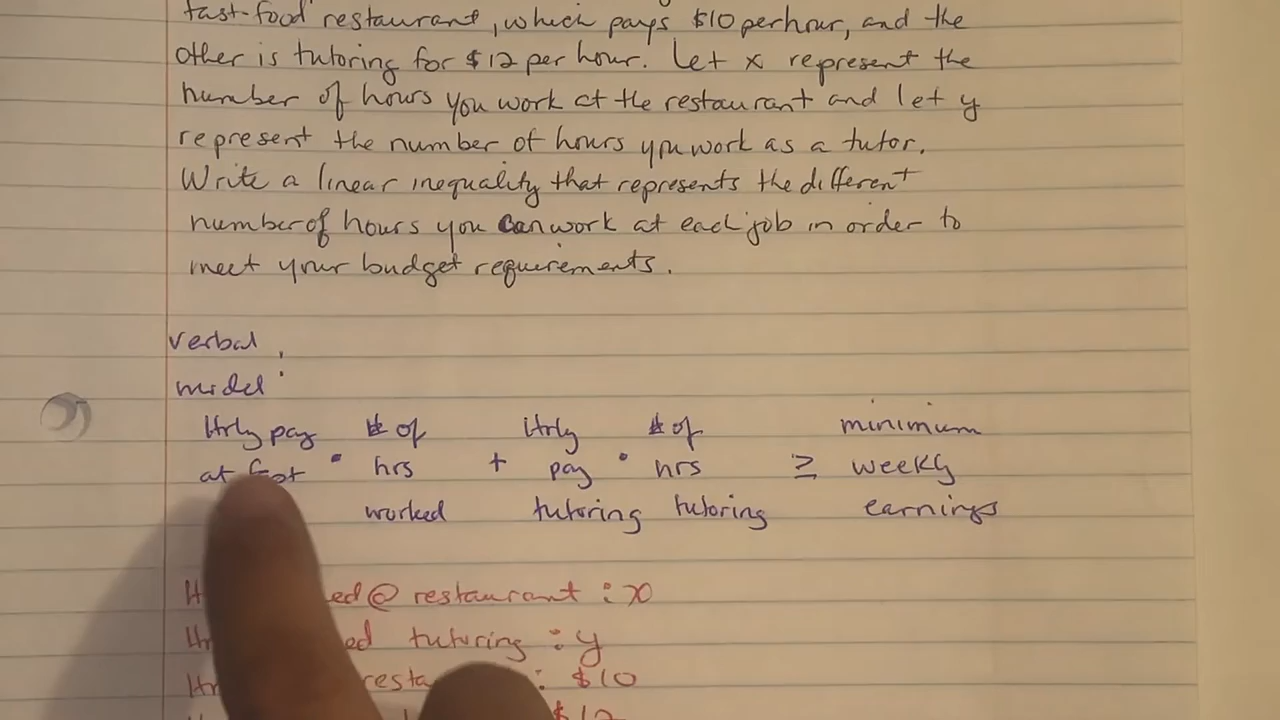 fast-food restaurant, which pays $10 per hour, and the
other is tutoring for $12 per hour. Let x represent the
number of hours you work at the restaurant and let y
represent the number of hours you work as a tutor.
Write a linear inequality that represents the different
number of hours you can work at each job in order to
meet your budget requirements.
verbal
model :
Hrly pay # of Hrly # of minimum
at fast • hrs + pay • hrs ≥ weekly
worked tutoring tutoring earnings
@ restaurant : x
tutoring : y
: $10
$12